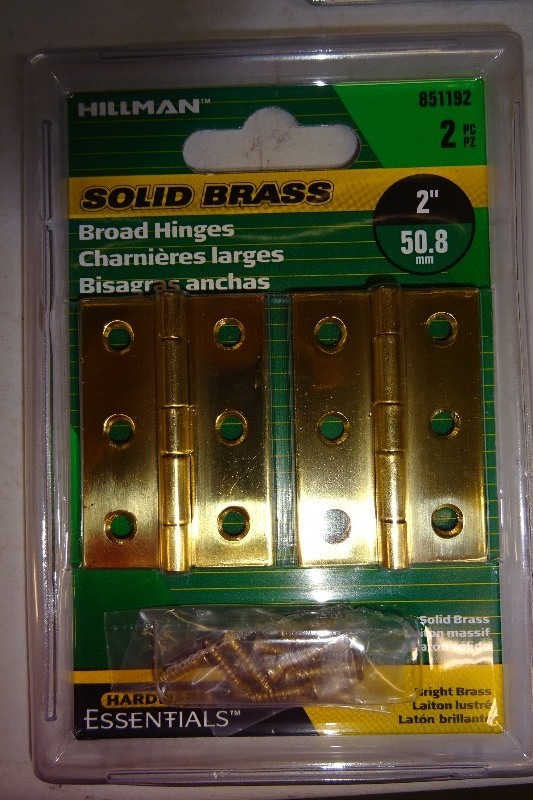 HILLMAN™
851192
2 PC PZ
SOLID BRASS
2"
50.8
mm
Broad Hinges
Charnières larges
Bisagras anchas
Solid Brass
massif
Bright Brass
Laiton lustré
Latón brillante
ESSENTIALS™